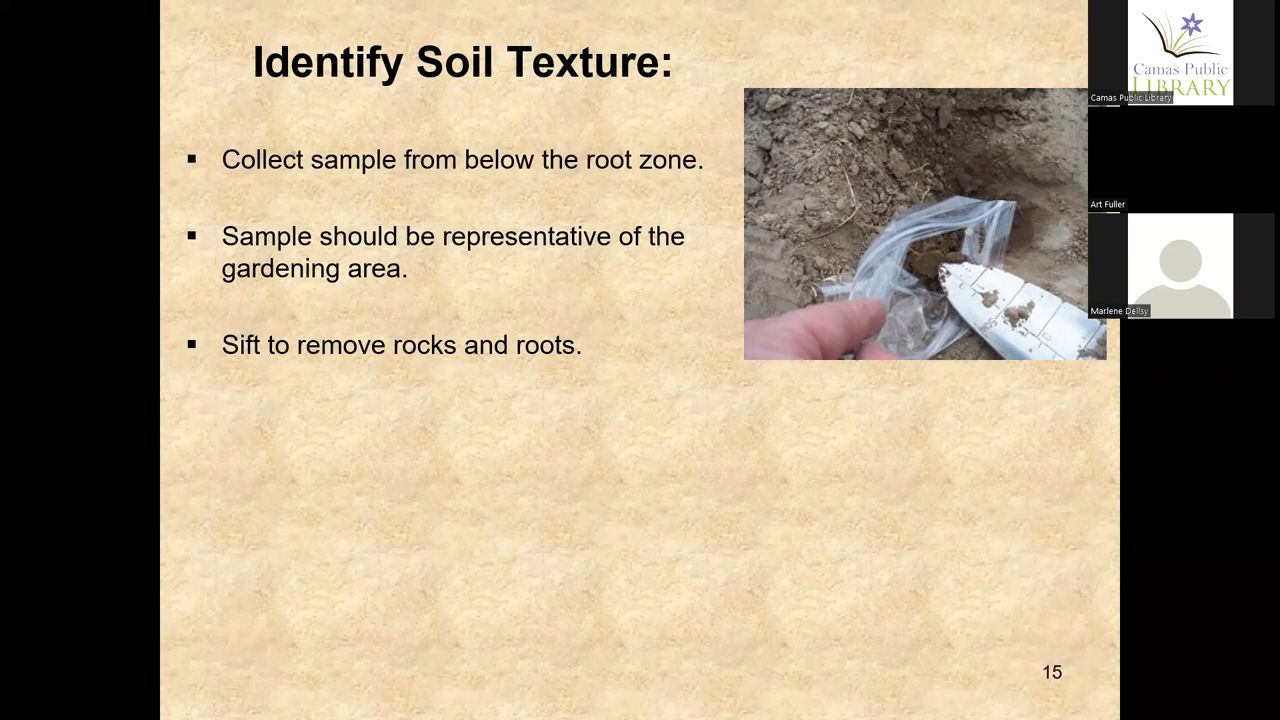 Identify Soil Texture:
▪ Collect sample from below the root zone.
▪ Sample should be representative of the
gardening area.
▪ Sift to remove rocks and roots.
15
Camas Public
LIBRARY
Camas Public Library
Art Fuller
Marlene Dellsy